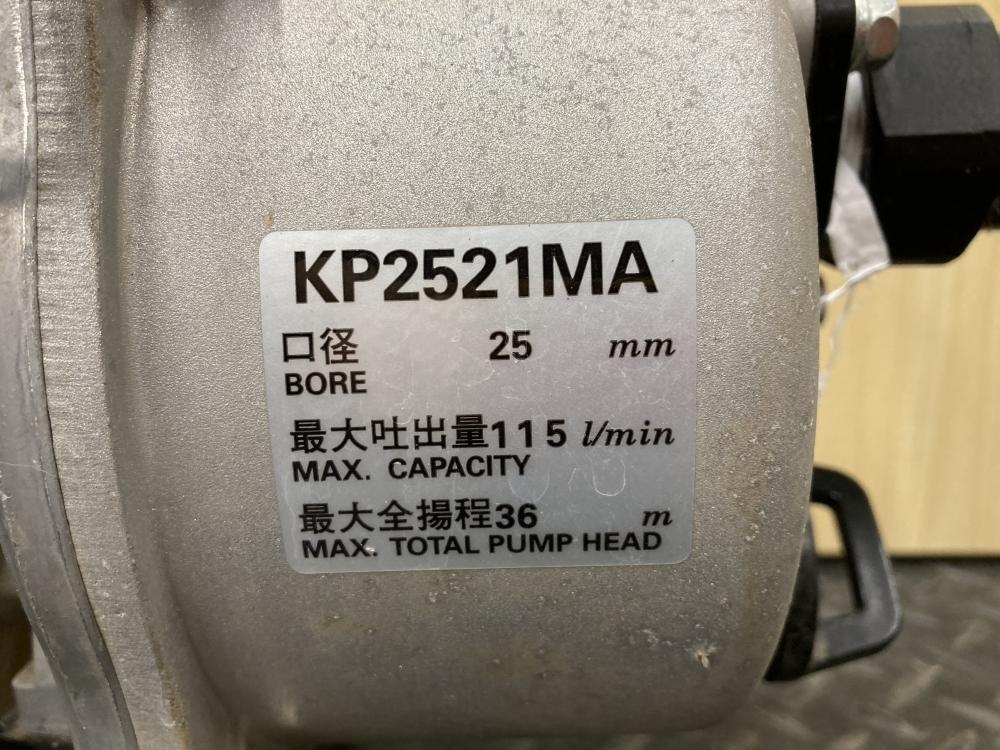 KP2521MA
口径 25 mm
BORE
最大吐出量115 l/min
MAX. CAPACITY
最大全揚程36 m
MAX. TOTAL PUMP HEAD